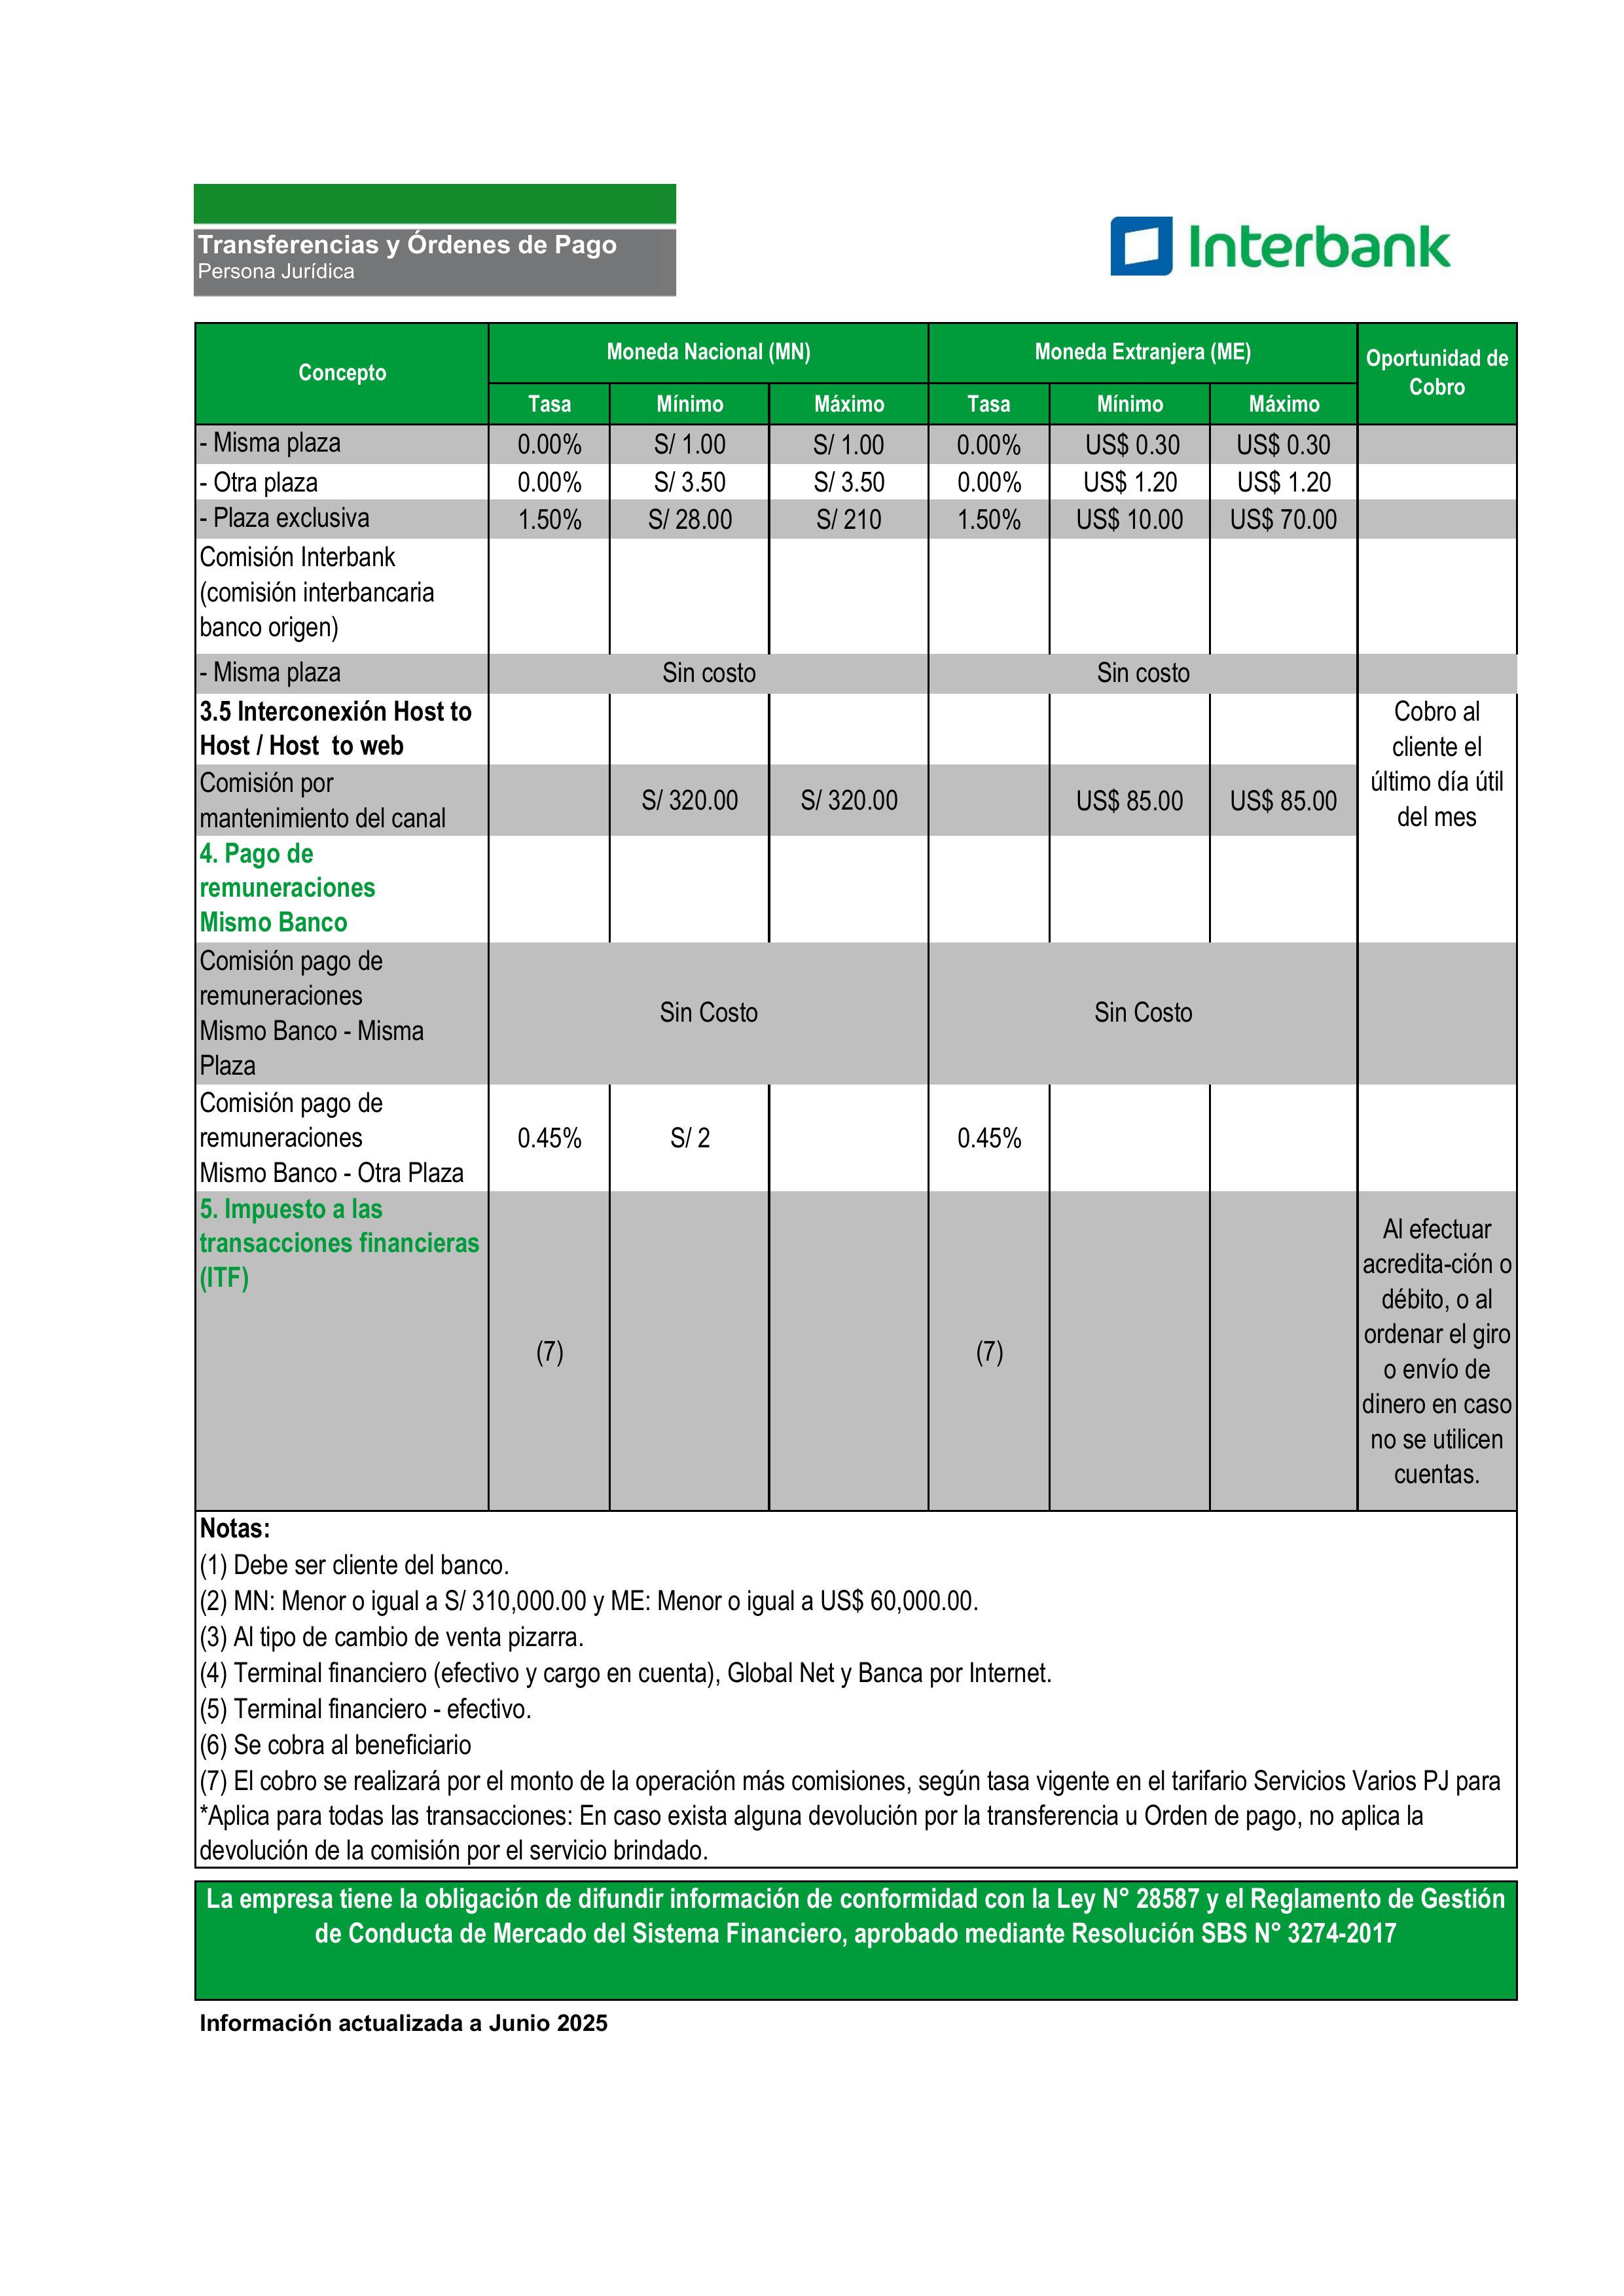 Transferencias y Órdenes de Pago
Persona Jurídica
Interbank
Concepto
Moneda Nacional (MN)
Moneda Extranjera (ME)
Oportunidad de
Cobro
Tasa Mínimo Máximo Tasa Mínimo Máximo
- Misma plaza 0.00% S/ 1.00 S/ 1.00 0.00% US$ 0.30 US$ 0.30
- Otra plaza 0.00% S/ 3.50 S/ 3.50 0.00% US$ 1.20 US$ 1.20
- Plaza exclusiva 1.50% S/ 28.00 S/ 210 1.50% US$ 10.00 US$ 70.00
Comisión Interbank
(comisión interbancaria
banco origen)
- Misma plaza Sin costo Sin costo
3.5 Interconexión Host to
Host / Host  to web
Comisión por
mantenimiento del canal
S/ 320.00 S/ 320.00 US$ 85.00 US$ 85.00
Cobro al
cliente el
último día útil
del mes
4. Pago de
remuneraciones
Mismo Banco
Comisión pago de
remuneraciones
Mismo Banco - Misma
Plaza
Sin Costo Sin Costo
Comisión pago de
remuneraciones
Mismo Banco - Otra Plaza
0.45% S/ 2 0.45%
5. Impuesto a las
transacciones financieras
(ITF)
(7) (7)
Al efectuar
acredita-ción o
débito, o al
ordenar el giro
o envío de
dinero en caso
no se utilicen
cuentas.
Notas:
(1) Debe ser cliente del banco.
(2) MN: Menor o igual a S/ 310,000.00 y ME: Menor o igual a US$ 60,000.00.
(3) Al tipo de cambio de venta pizarra.
(4) Terminal financiero (efectivo y cargo en cuenta), Global Net y Banca por Internet.
(5) Terminal financiero - efectivo.
(6) Se cobra al beneficiario
(7) El cobro se realizará por el monto de la operación más comisiones, según tasa vigente en el tarifario Servicios Varios PJ para
*Aplica para todas las transacciones: En caso exista alguna devolución por la transferencia u Orden de pago, no aplica la
devolución de la comisión por el servicio brindado.
La empresa tiene la obligación de difundir información de conformidad con la Ley N° 28587 y el Reglamento de Gestión
de Conducta de Mercado del Sistema Financiero, aprobado mediante Resolución SBS N° 3274-2017
Información actualizada a Junio 2025